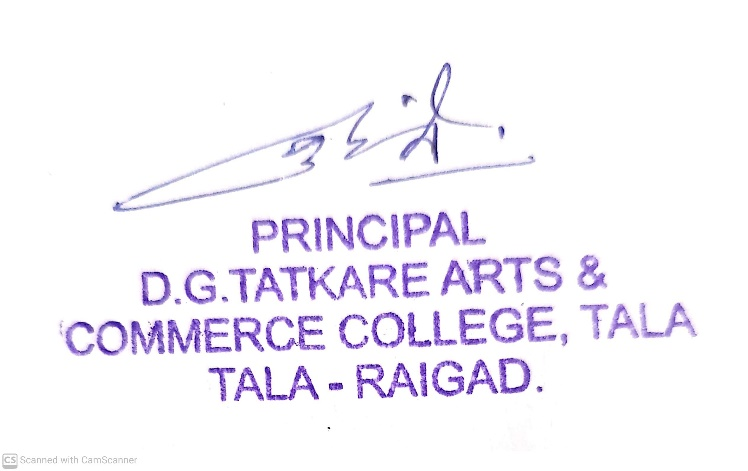 PRINCIPAL
D.G.TATKARE ARTS &
COMMERCE COLLEGE, TALA
TALA - RAIGAD.
CS Scanned with CamScanner